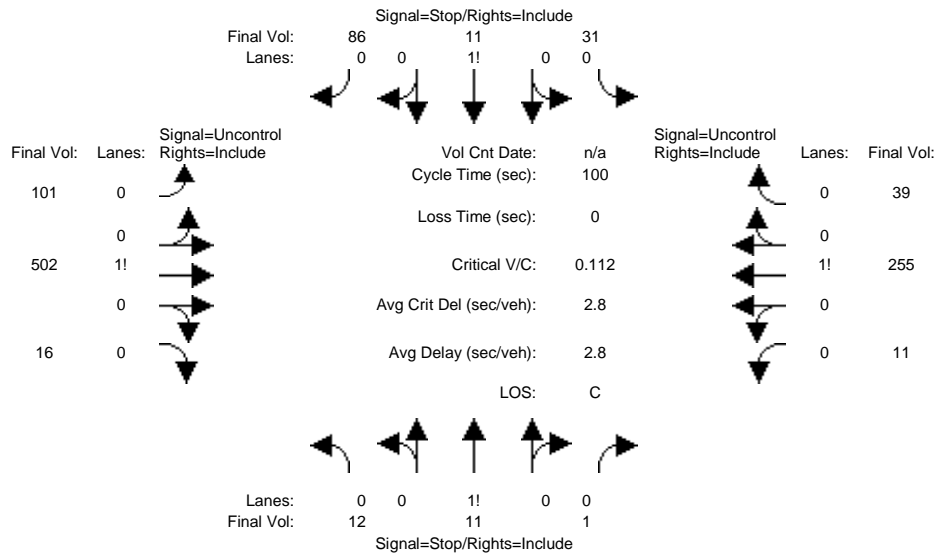 Signal=Stop/Rights=Include
Final Vol: 86 11 31
Lanes: 0 0 1! 0 0
Signal=Uncontrol Signal=Uncontrol
Final Vol: Lanes: Rights=Include Vol Cnt Date: n/a Rights=Include Lanes: Final Vol:
Cycle Time (sec): 100
101 0 0 39
Loss Time (sec): 0
0 0
502 1! Critical V/C: 0.112 1! 255
0 Avg Crit Del (sec/veh): 2.8 0
16 0 Avg Delay (sec/veh): 2.8 0 11
LOS: C
Lanes: 0 0 1! 0 0
Final Vol: 12 11 1
Signal=Stop/Rights=Include